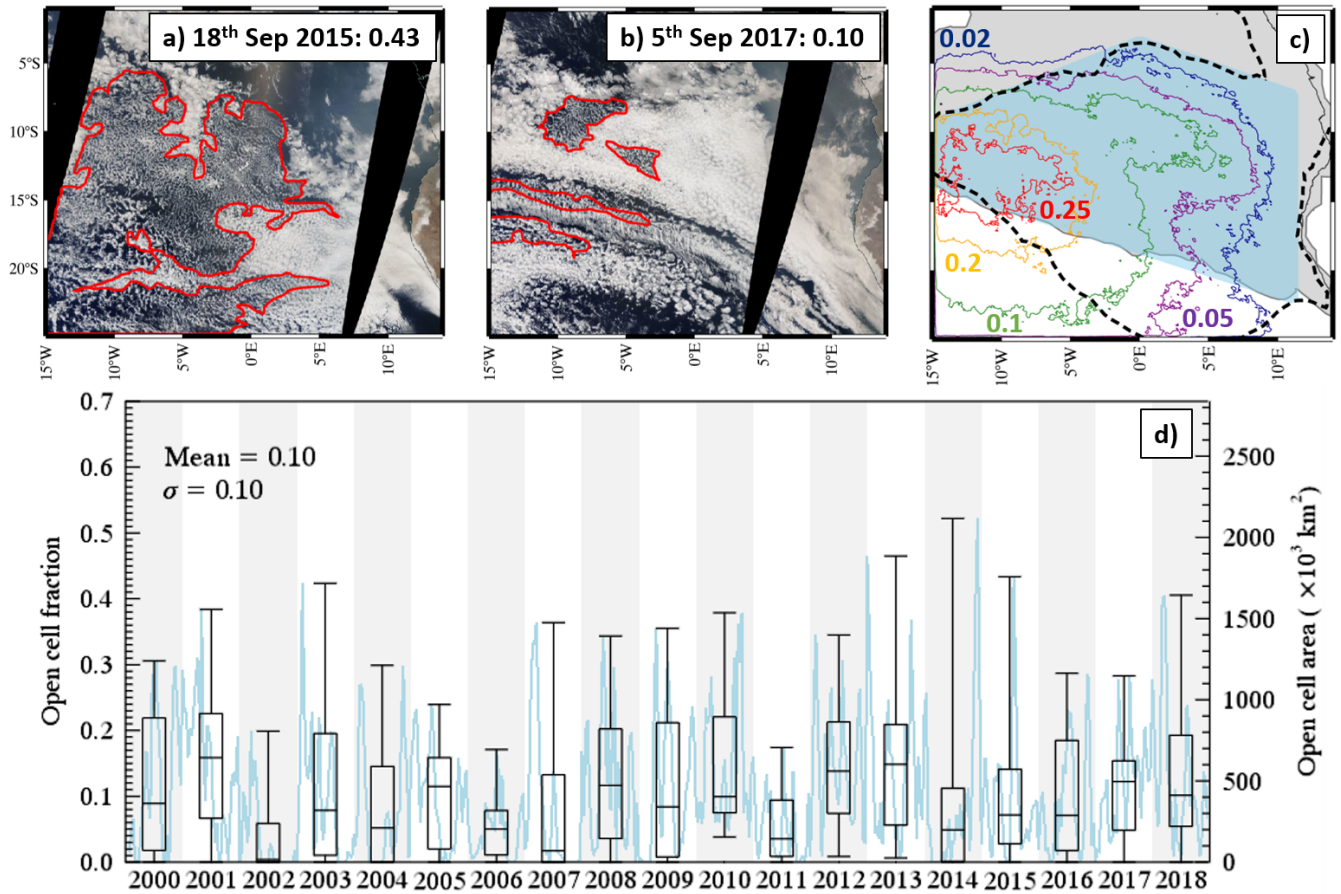 a) 18th Sep 2015: 0.43
b) 5th Sep 2017: 0.10
c)
0.02
0.25
0.2
0.1
0.05
5°S
10°S
15°S
20°S
15°W 10°W 5°W 0°E 5°E 10°E
15°W 10°W 5°W 0°E 5°E 10°E
15°W 10°W 5°W 0°E 5°E 10°E
d)
Mean = 0.10
σ = 0.10
Open cell fraction
0.7
0.6
0.5
0.4
0.3
0.2
0.1
0.0
2500
2000
1500
1000
500
0
Open cell area ( ×10³ km²)
2000 2001 2002 2003 2004 2005 2006 2007 2008 2009 2010 2011 2012 2013 2014 2015 2016 2017 2018